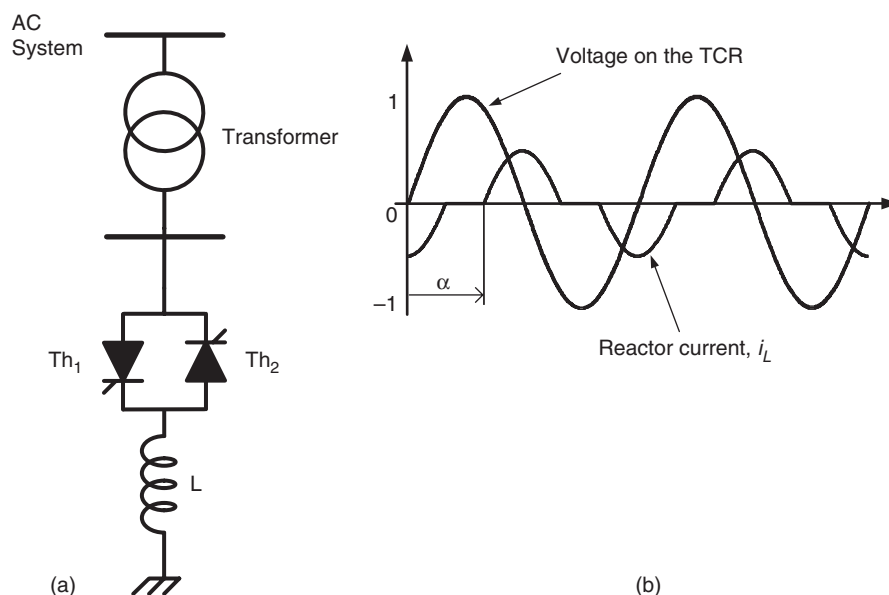 AC
System
Transformer
Th1
Th2
L
(a)
Voltage on the TCR
1
0
–1
α
Reactor current, iL
(b)